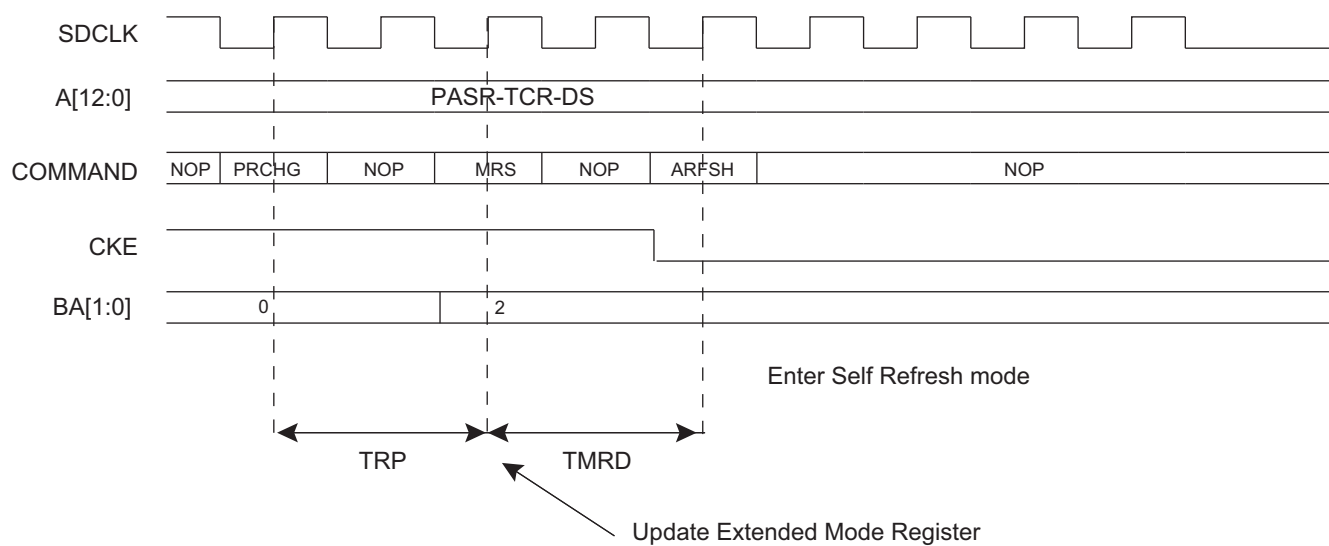 SDCLK
A[12:0] PASR-TCR-DS
COMMAND NOP PRCHG NOP MRS NOP ARFSH NOP
CKE
BA[1:0] 0 2
Enter Self Refresh mode
TRP TMRD
Update Extended Mode Register